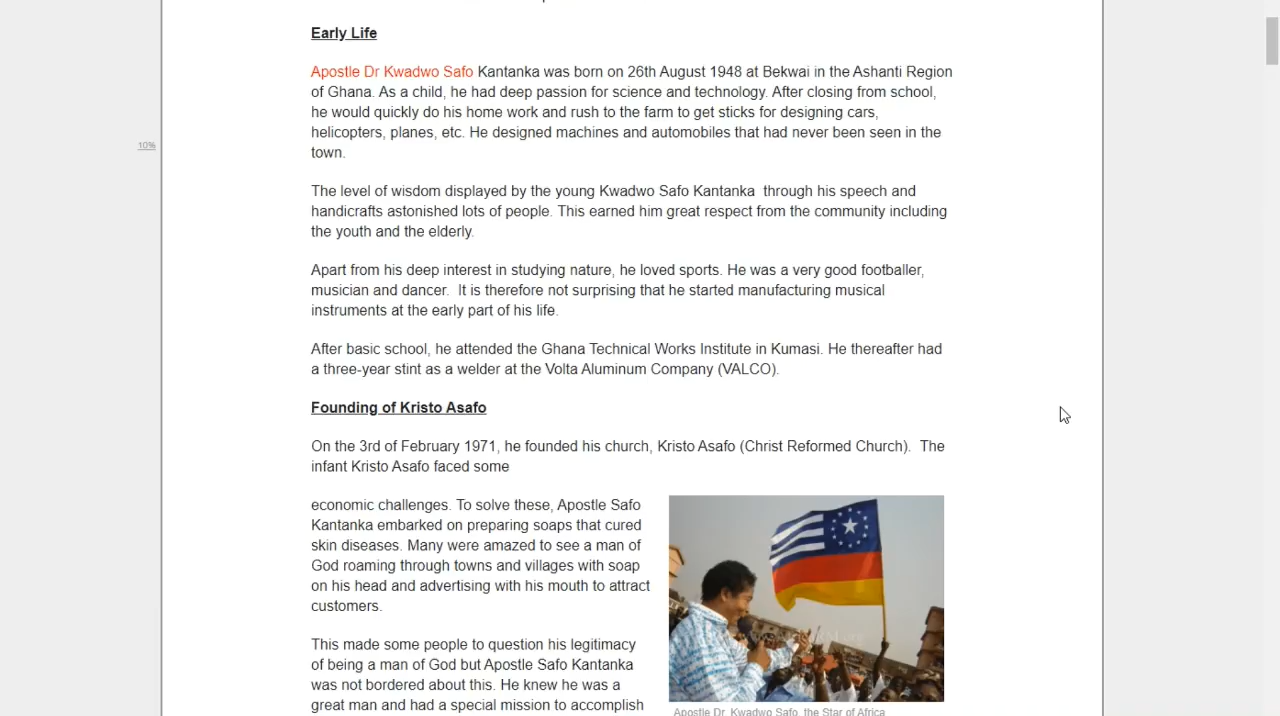 Early Life
Apostle Dr Kwadwo Safo Kantanka was born on 26th August 1948 at Bekwai in the Ashanti Region
of Ghana. As a child, he had deep passion for science and technology. After closing from school,
he would quickly do his home work and rush to the farm to get sticks for designing cars,
helicopters, planes, etc. He designed machines and automobiles that had never been seen in the
10%
town.
The level of wisdom displayed by the young Kwadwo Safo Kantanka  through his speech and
handicrafts astonished lots of people. This earned him great respect from the community including
the youth and the elderly.
Apart from his deep interest in studying nature, he loved sports. He was a very good footballer,
musician and dancer.  It is therefore not surprising that he started manufacturing musical
instruments at the early part of his life.
After basic school, he attended the Ghana Technical Works Institute in Kumasi. He thereafter had
a three-year stint as a welder at the Volta Aluminum Company (VALCO).
Founding of Kristo Asafo
On the 3rd of February 1971, he founded his church, Kristo Asafo (Christ Reformed Church).  The
infant Kristo Asafo faced some
economic challenges. To solve these, Apostle Safo
Kantanka embarked on preparing soaps that cured
skin diseases. Many were amazed to see a man of
God roaming through towns and villages with soap
on his head and advertising with his mouth to attract
customers.
This made some people to question his legitimacy
of being a man of God but Apostle Safo Kantanka
was not bordered about this. He knew he was a
great man and had a special mission to accomplish
Apostle Dr. Kwadwo Safo, the Star of Africa